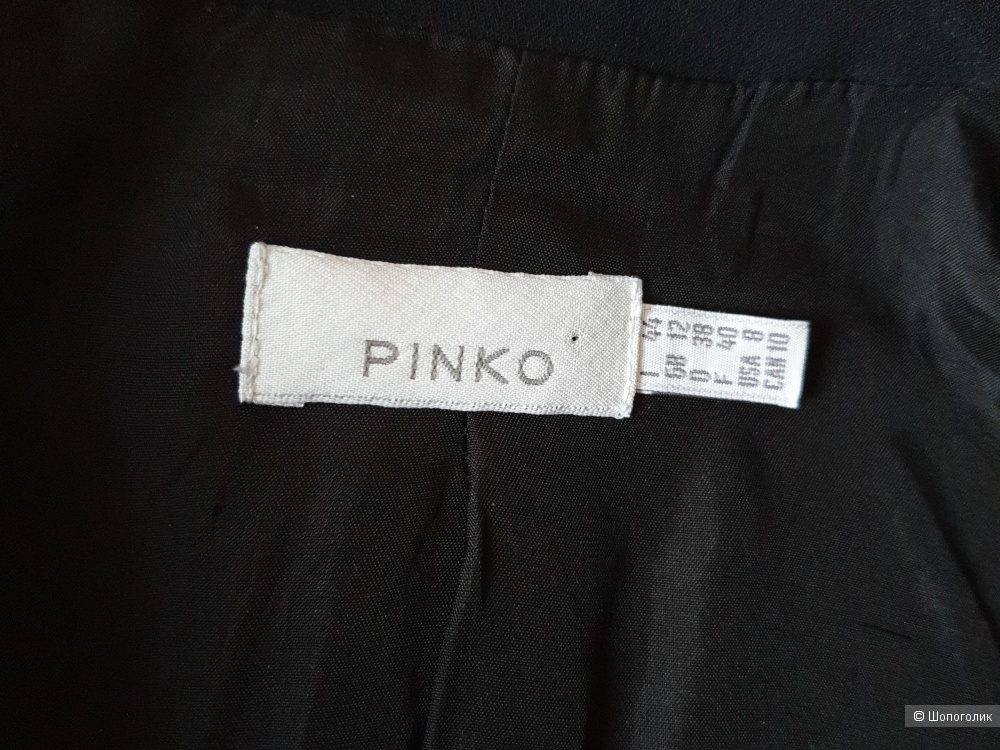 PINKO
I 44
GB 12
D 38
F 40
USA 8
CAN 10
© Шопоголик